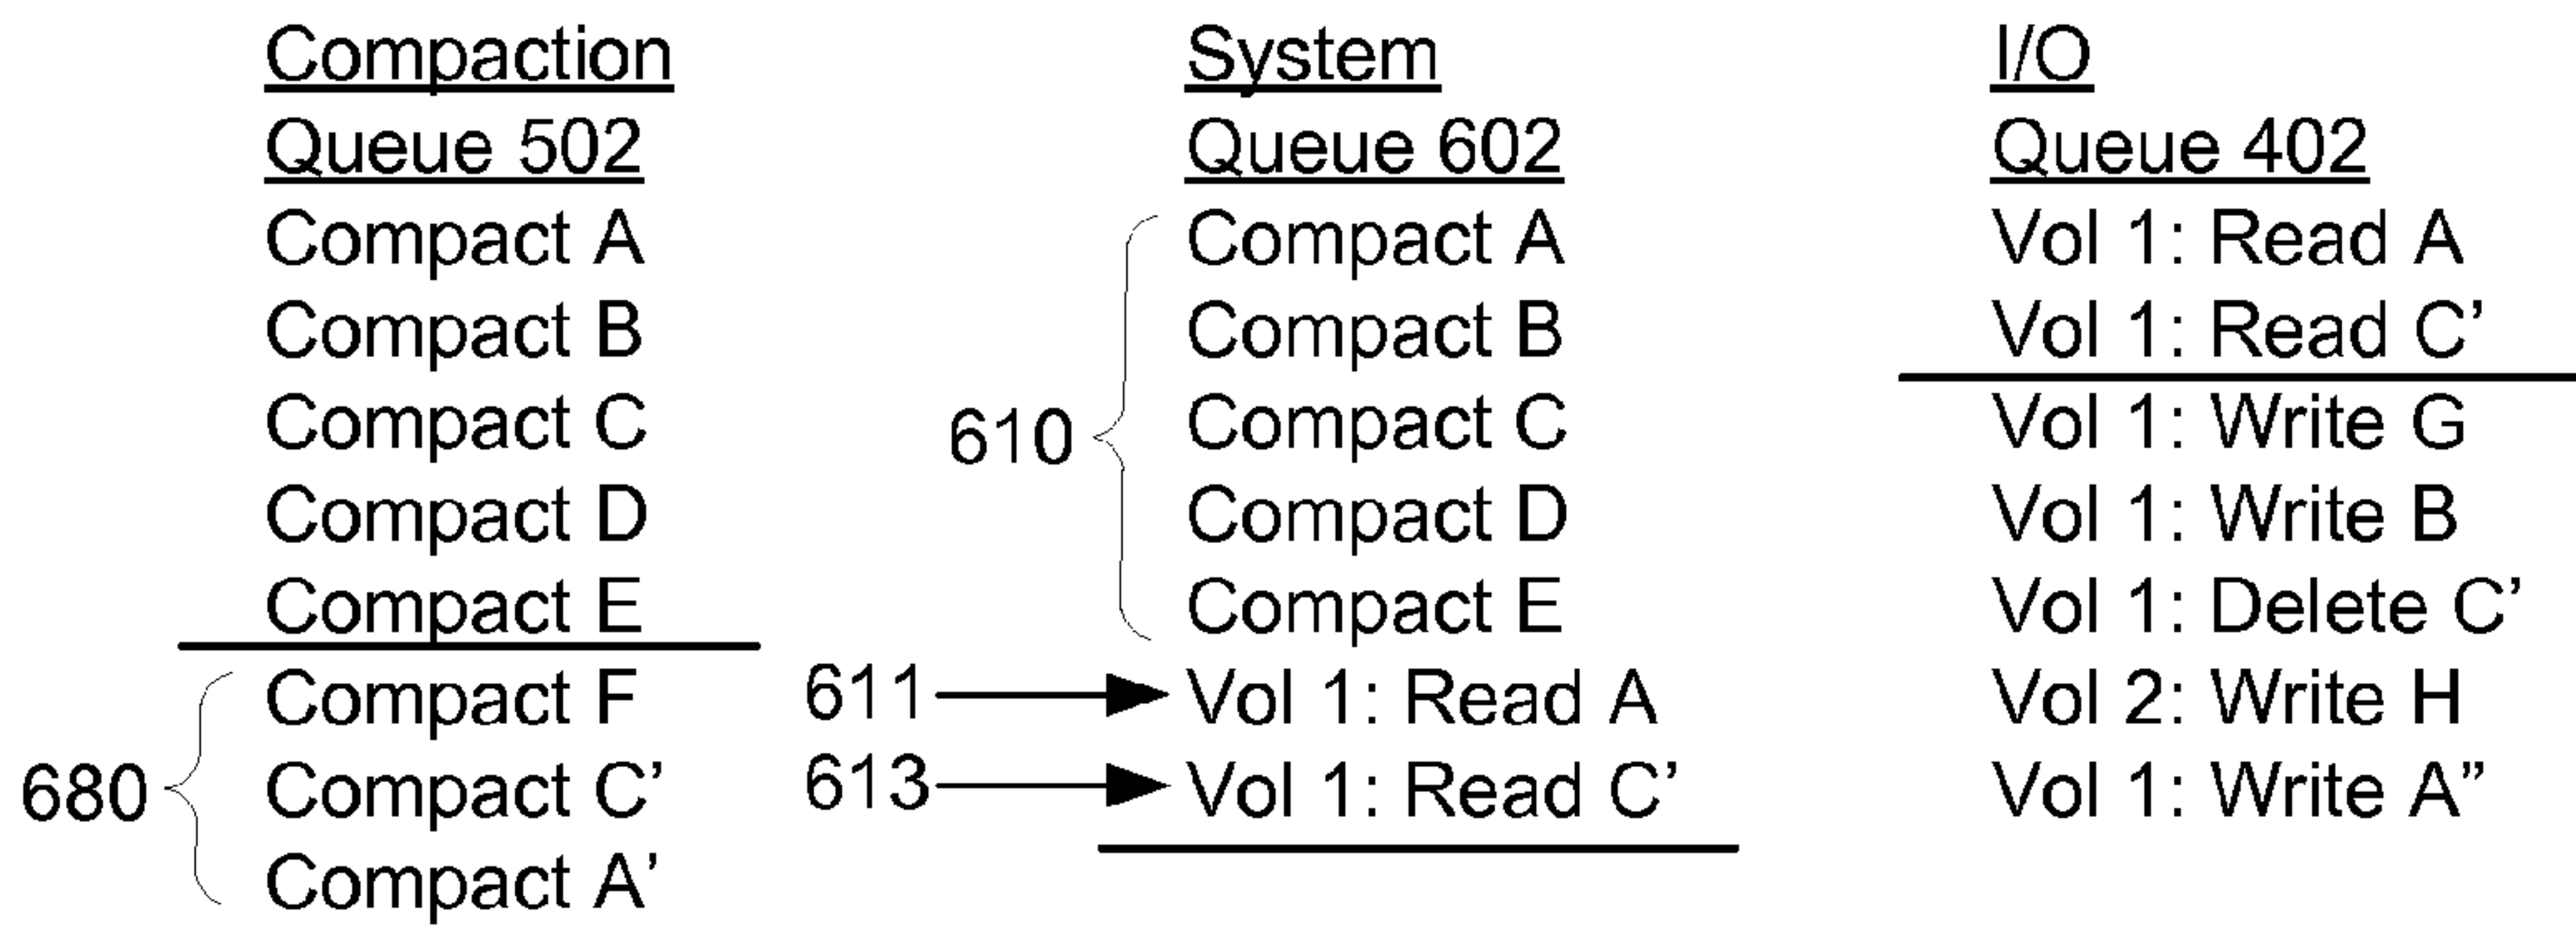 Compaction
Queue 502
Compact A
Compact B
Compact C
Compact D
Compact E
680
Compact F
Compact C’
Compact A’
System
Queue 602
610
Compact A
Compact B
Compact C
Compact D
Compact E
611
Vol 1: Read A
613
Vol 1: Read C’
I/O
Queue 402
Vol 1: Read A
Vol 1: Read C’
Vol 1: Write G
Vol 1: Write B
Vol 1: Delete C’
Vol 2: Write H
Vol 1: Write A”